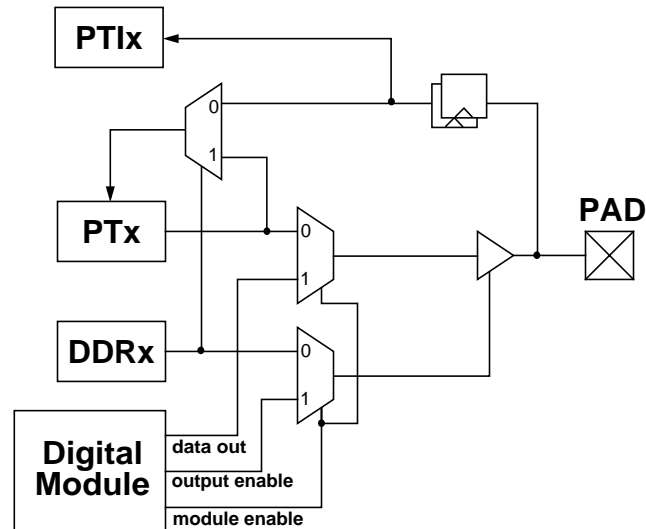 PTIx
0
1
PTx
PAD
0
1
DDRx
0
1
Digital
Module
data out
output enable
module enable